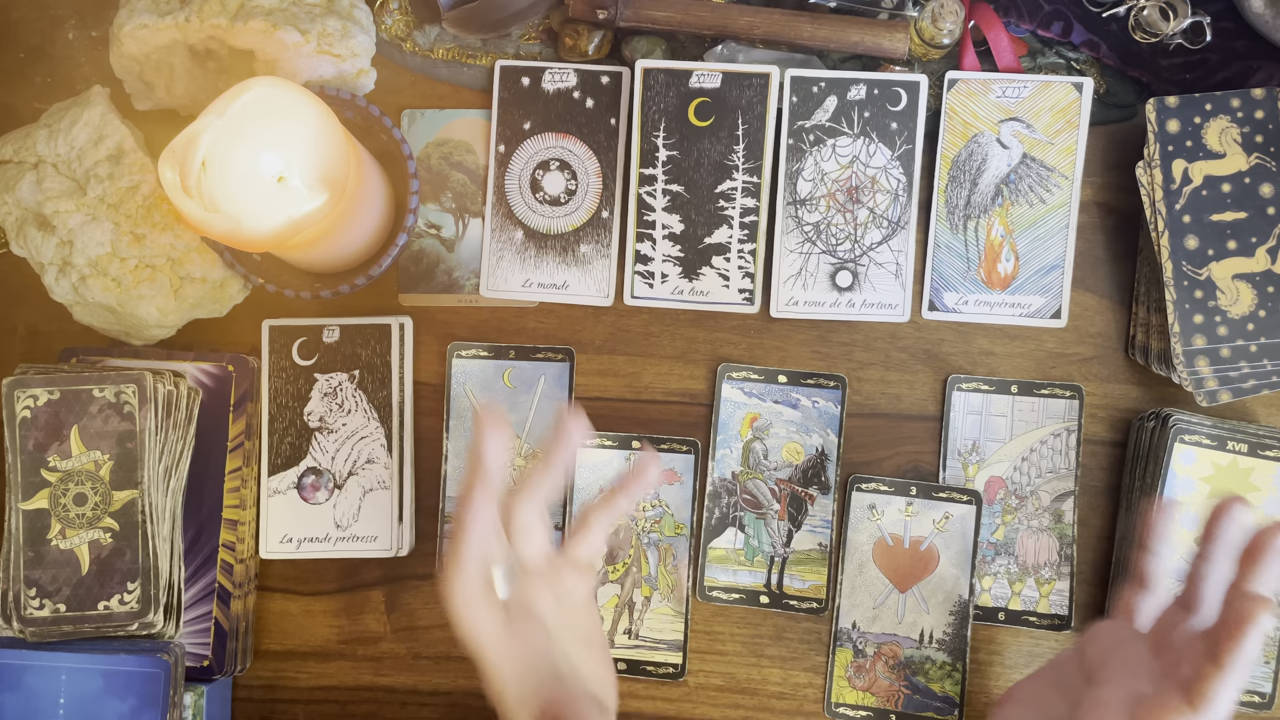 XXI
Le monde
XVIII
La lune
X
La roue de la fortune
XIV
La tempérance
II
La grande prêtresse
2
3
3
6
6
XVII